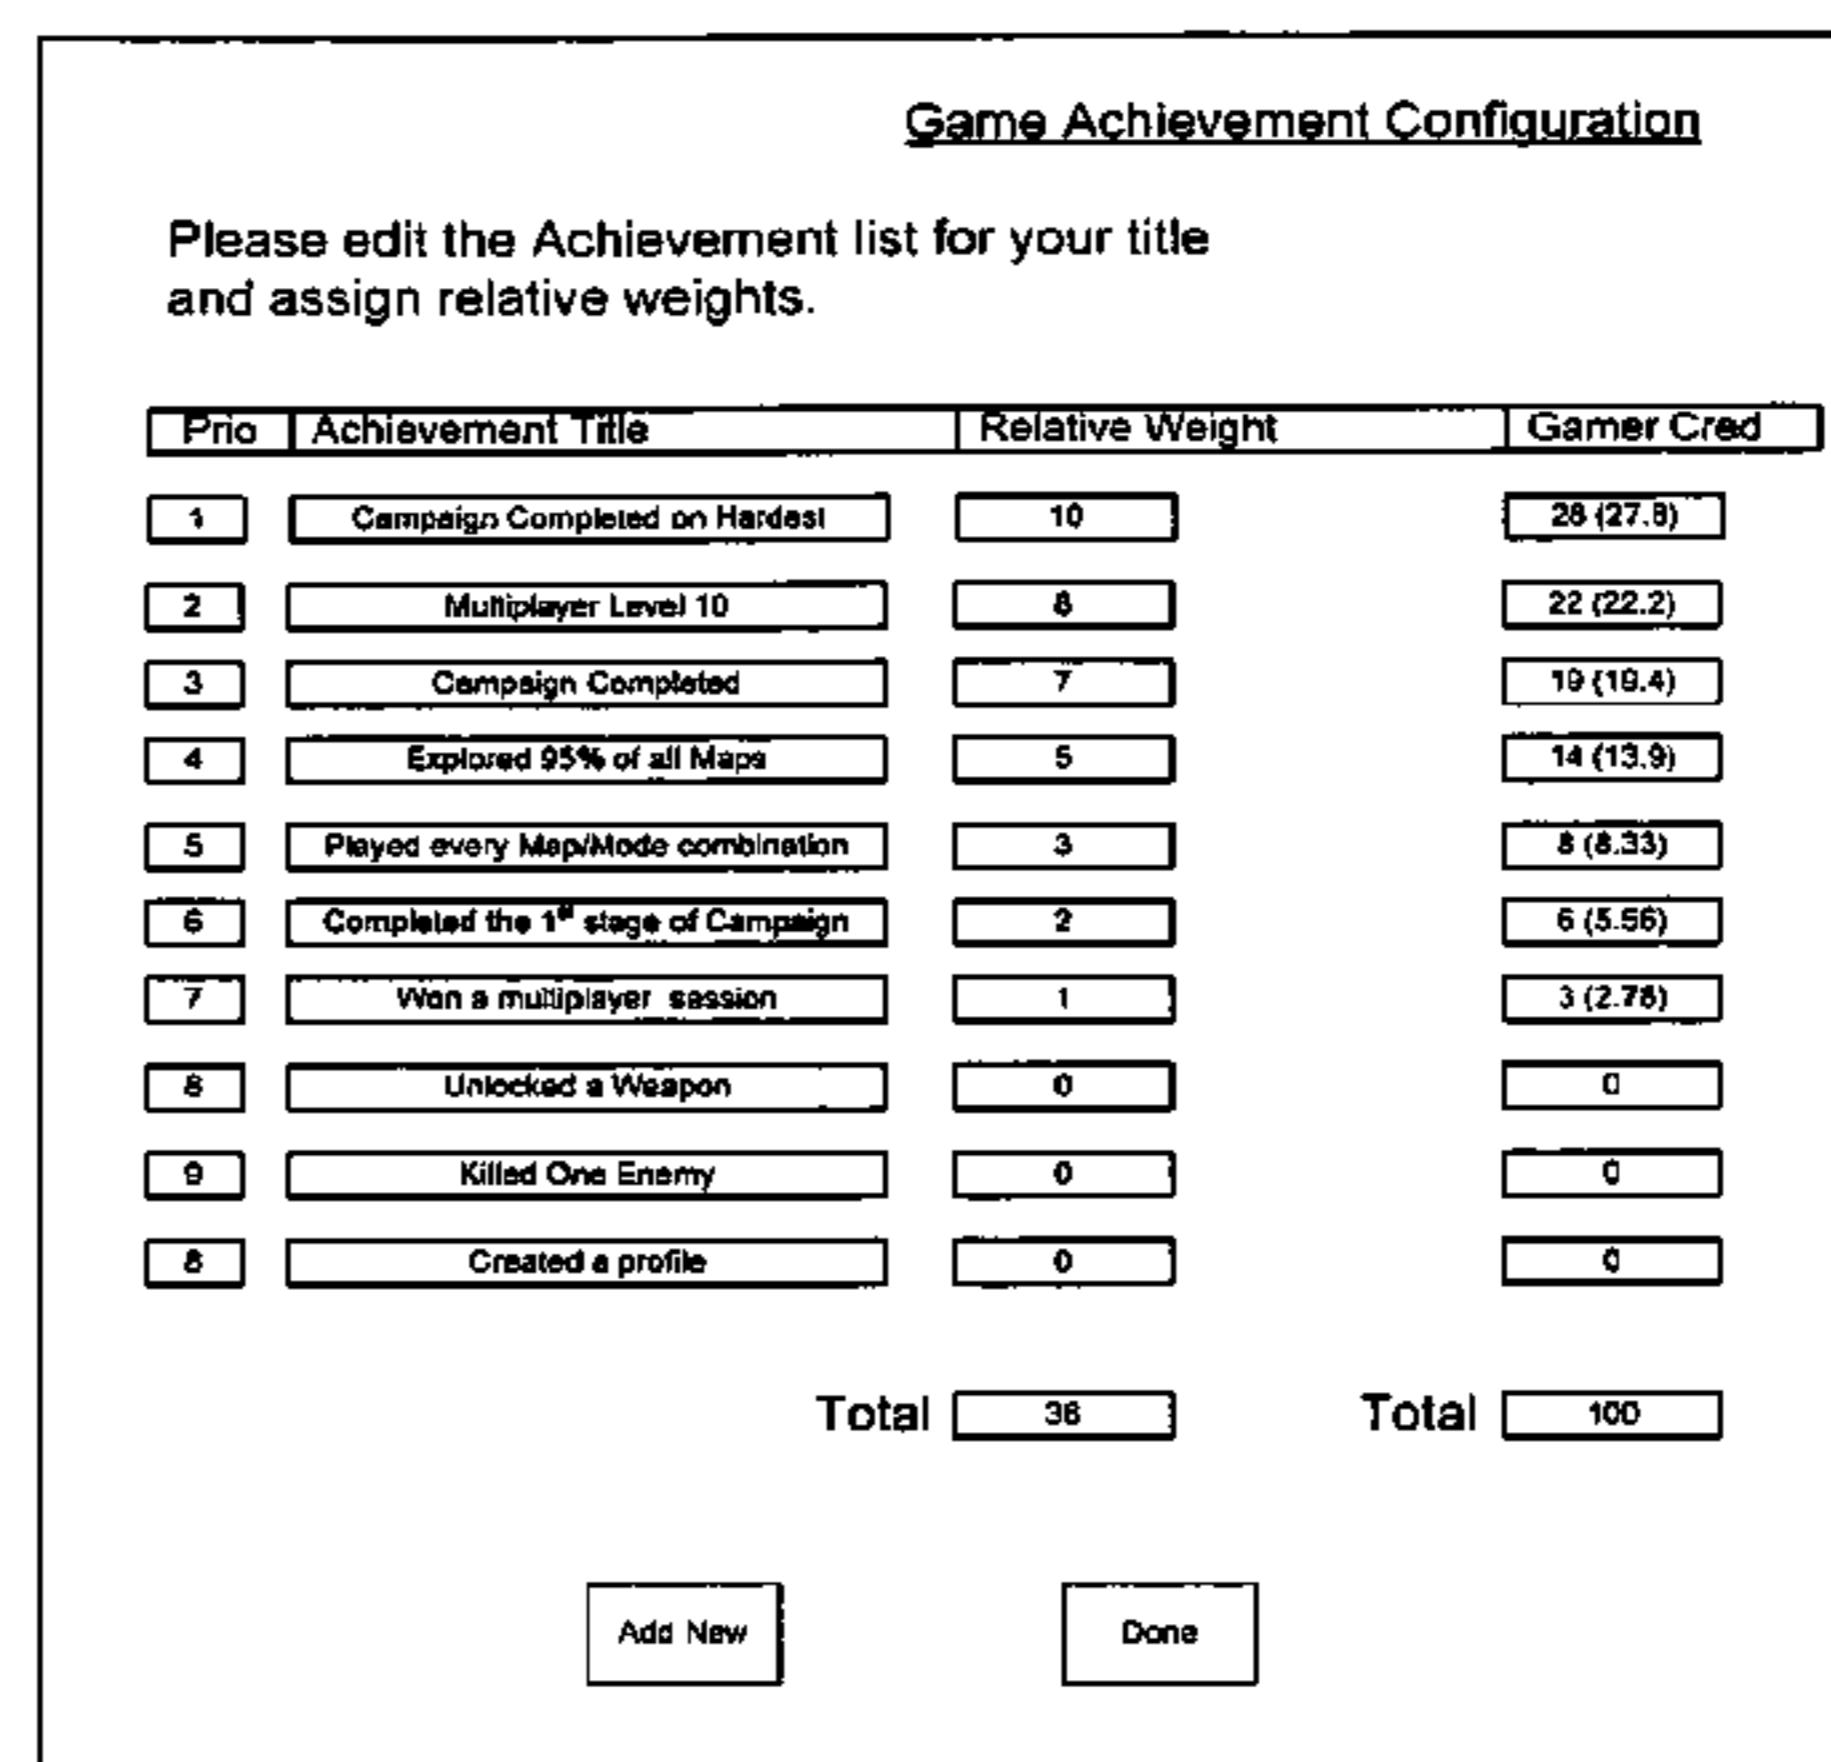 Game Achievement Configuration
Please edit the Achievement list for your title
and assign relative weights.
Prio Achievement Title Relative Weight Gamer Cred
1 Campaign Completed on Hardest 10 28 (27.8)
2 Multiplayer Level 10 8 22 (22.2)
3 Campaign Completed 7 19 (19.4)
4 Explored 95% of all Maps 5 14 (13.9)
5 Played every Map/Mode combination 3 8 (8.33)
6 Completed the 1st stage of Campaign 2 6 (5.56)
7 Won a multiplayer session 1 3 (2.78)
8 Unlocked a Weapon 0 0
9 Killed One Enemy 0 0
8 Created a profile 0 0
Total 36 Total 100
Add New Done